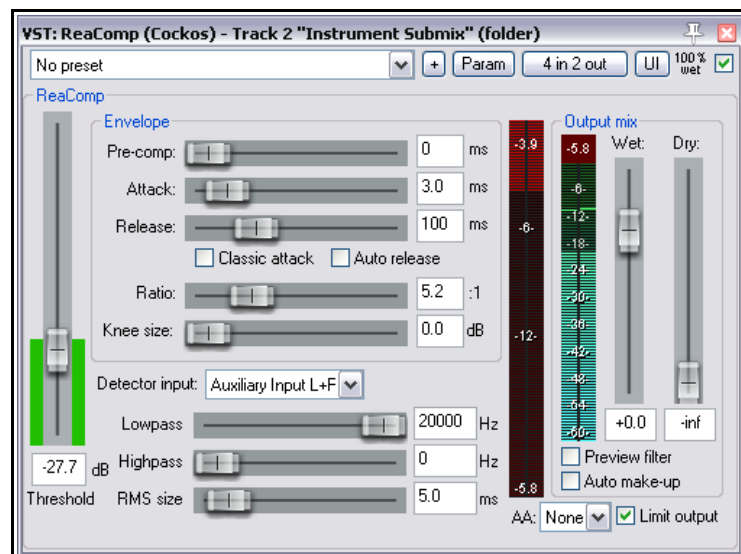 VST: ReaComp (Cockos) - Track 2 "Instrument Submix" (folder)
No preset + Param 4 in 2 out UI 100% wet
ReaComp
Envelope
Pre-comp: 0 ms
Attack: 3.0 ms
Release: 100 ms
Classic attack Auto release
Ratio: 5.2 :1
Knee size: 0.0 dB
Detector input: Auxiliary Input L+F
Lowpass 20000 Hz
Highpass 0 Hz
RMS size 5.0 ms
-27.7 dB
Threshold
-3.9
-6-
-12-
-5.8
Output mix
Wet: Dry:
-5.8
-6-
-12-
-18-
-24-
-30-
-36-
-42-
-48-
-54-
-60-
+0.0 -inf
Preview filter
Auto make-up
AA: None Limit output